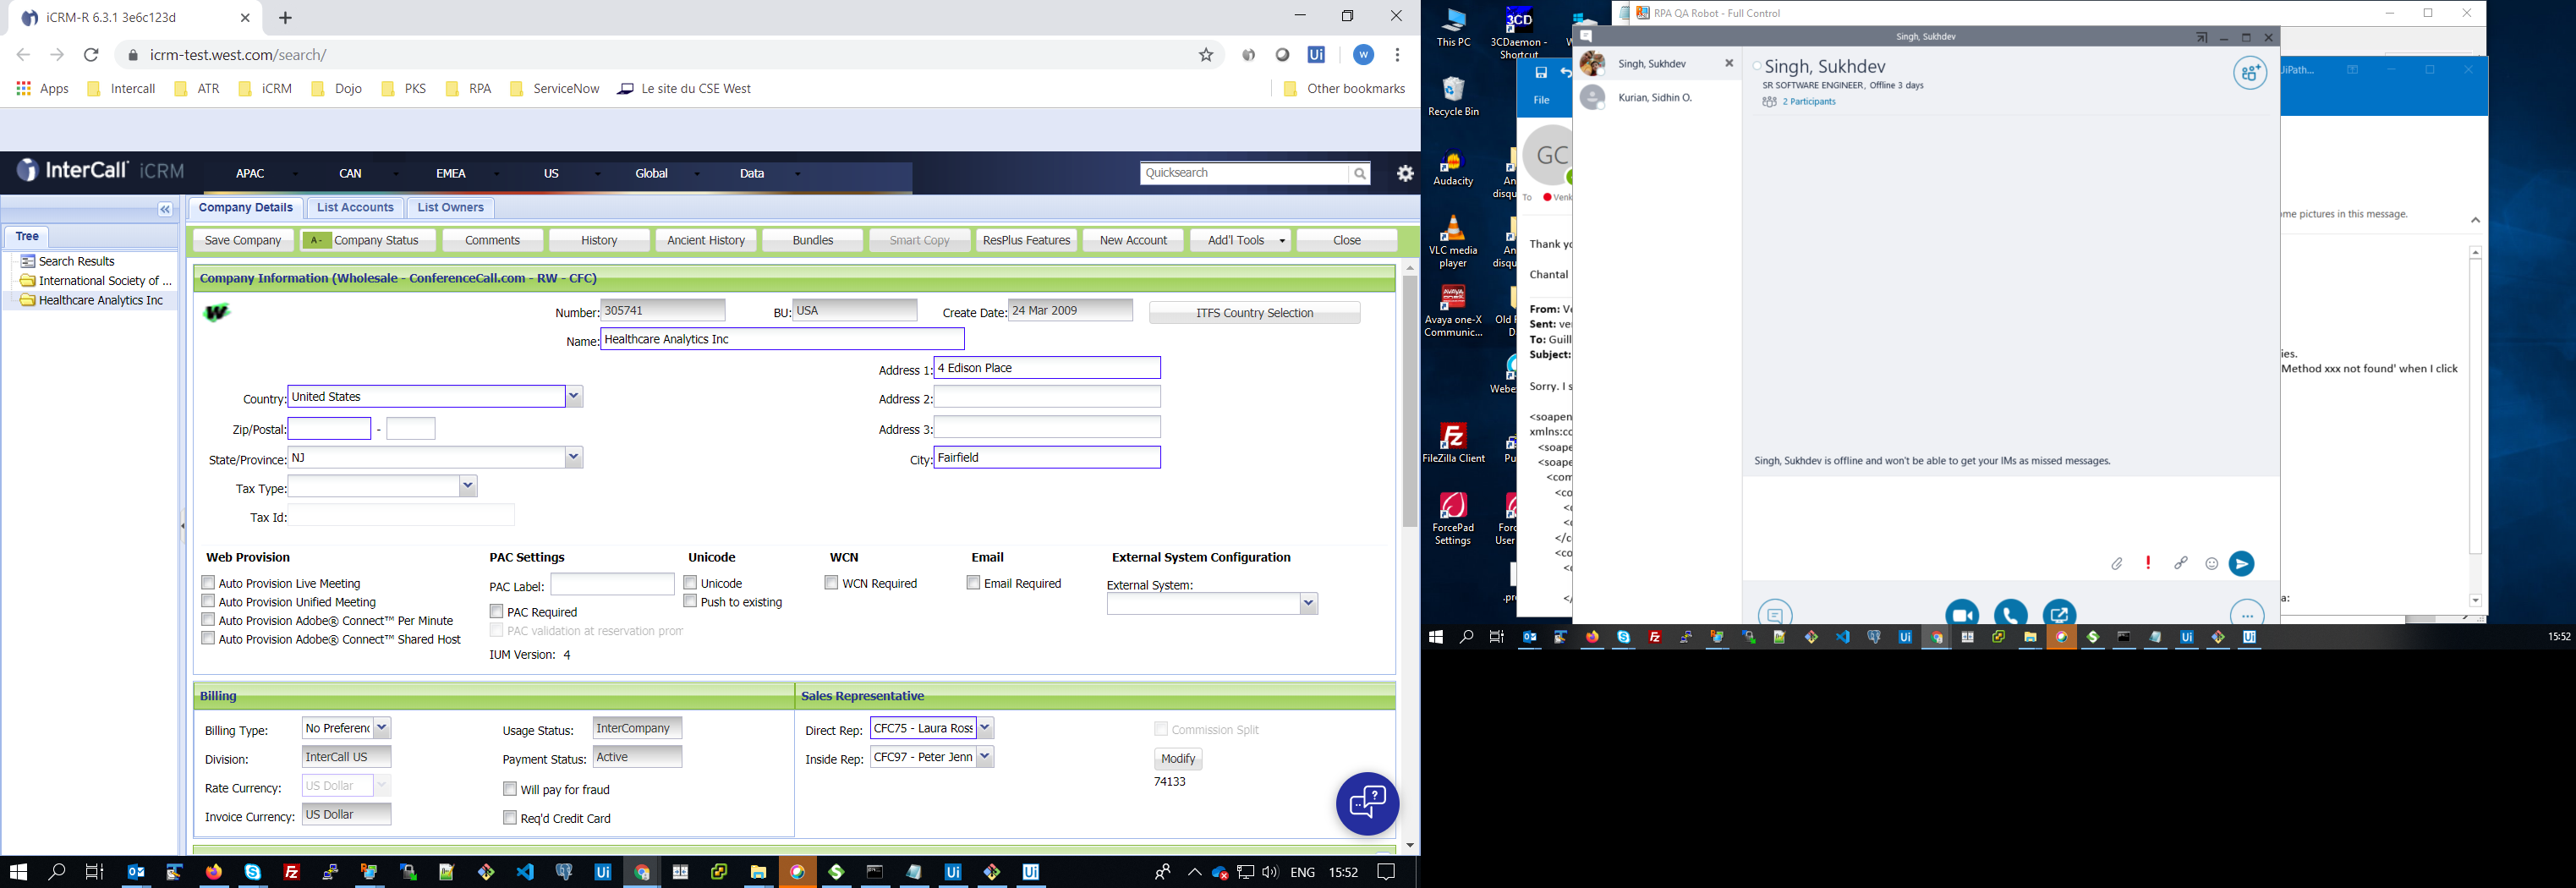 iCRM-R 6.3.1 3e6c123d
icrm-test.west.com/search/
Apps Intercall ATR iCRM Dojo PKS RPA ServiceNow Le site du CSE West Other bookmarks
InterCall iCRM APAC CAN EMEA US Global Data Quicksearch
Company Details List Accounts List Owners
Tree
Save Company A - Company Status Comments History Ancient History Bundles Smart Copy ResPlus Features New Account Add'l Tools Close
Search Results
International Society of ...
Healthcare Analytics Inc
Company Information (Wholesale - ConferenceCall.com - RW - CFC)
Number: 305741 BU: USA Create Date: 24 Mar 2009 ITFS Country Selection
Name: Healthcare Analytics Inc
Address 1: 4 Edison Place
Country: United States Address 2:
Zip/Postal: - Address 3:
State/Province: NJ City: Fairfield
Tax Type:
Tax Id:
Web Provision PAC Settings Unicode WCN Email External System Configuration
Auto Provision Live Meeting PAC Label: Unicode WCN Required Email Required External System:
Auto Provision Unified Meeting Push to existing
Auto Provision Adobe® Connect™ Per Minute PAC Required
Auto Provision Adobe® Connect™ Shared Host PAC validation at reservation prom
IUM Version: 4
Billing Sales Representative
Billing Type: No Preferenc Usage Status: InterCompany Direct Rep: CFC75 - Laura Ross Commission Split
Division: InterCall US Payment Status: Active Inside Rep: CFC97 - Peter Jenn Modify
74133
Rate Currency: US Dollar Will pay for fraud
Invoice Currency: US Dollar Req'd Credit Card
ENG 15:52
This PC
3CDaemon - Shortcut
Recycle Bin
Audacity
VLC media player
Avaya one-X Communic...
FileZilla Client
ForcePad Settings
RPA QA Robot - Full Control
UiPath...
File
GC
To Venk
Thank yo
Chantal
From: Ve
Sent: ve
To: Guill
Subject:
Sorry. I s
<soapen
xmlns:co
<soape
<soape
<com
<co
</co
<co
Singh, Sukhdev
Singh, Sukhdev
Kurian, Sidhin O.
Singh, Sukhdev
SR SOFTWARE ENGINEER, Offline 3 days
2 Participants
Singh, Sukhdev is offline and won't be able to get your IMs as missed messages.
ome pictures in this message.
ies.
Method xxx not found' when I click
a:
15:52